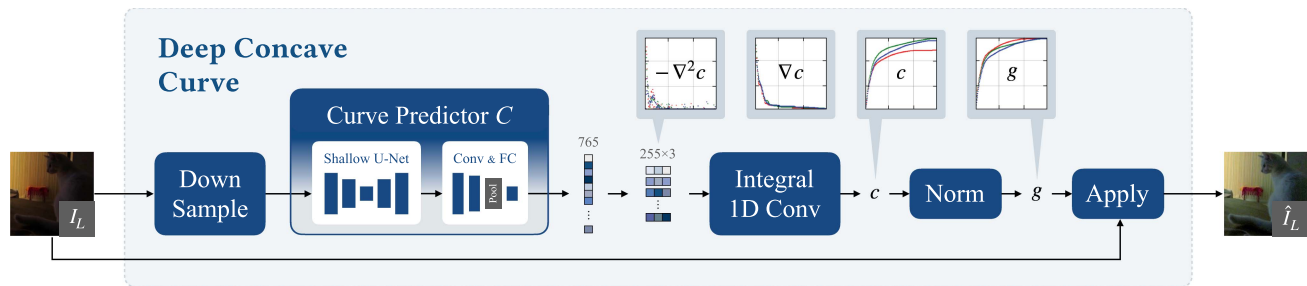 Deep Concave
Curve
−∇²c
∇c
c
g
Curve Predictor C
Shallow U-Net
Conv & FC
Pool
765
⋮
255×3
⋮
I_L
Down
Sample
Integral
1D Conv
c
Norm
g
Apply
Î_L